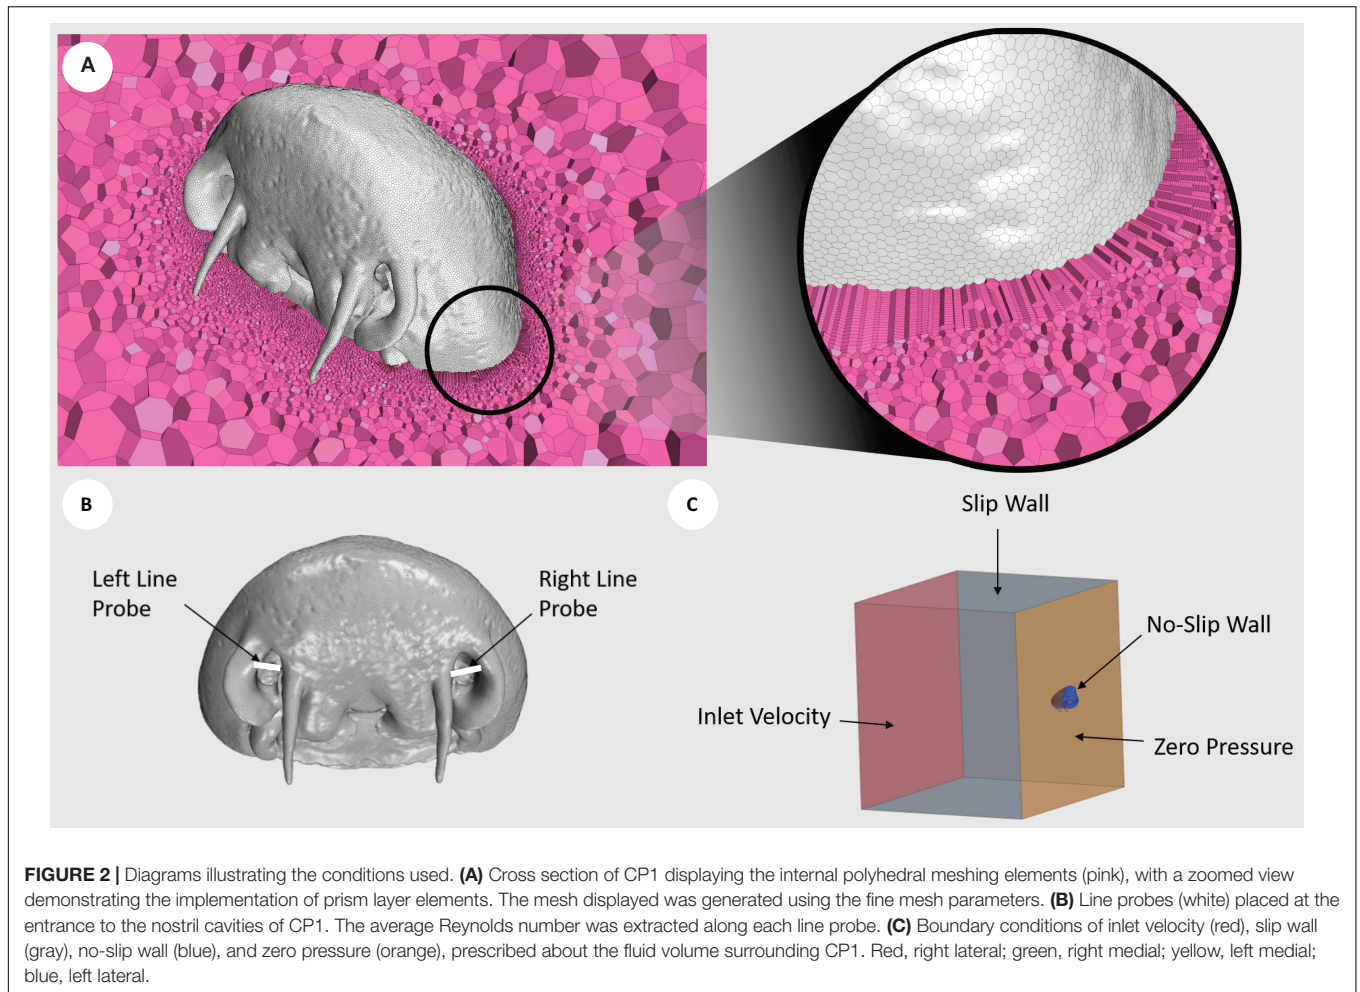 A
B
Left Line
Probe
Right Line
Probe
C
Slip Wall
No-Slip Wall
Inlet Velocity
Zero Pressure
FIGURE 2 | Diagrams illustrating the conditions used. (A) Cross section of CP1 displaying the internal polyhedral meshing elements (pink), with a zoomed view
demonstrating the implementation of prism layer elements. The mesh displayed was generated using the fine mesh parameters. (B) Line probes (white) placed at the
entrance to the nostril cavities of CP1. The average Reynolds number was extracted along each line probe. (C) Boundary conditions of inlet velocity (red), slip wall
(gray), no-slip wall (blue), and zero pressure (orange), prescribed about the fluid volume surrounding CP1. Red, right lateral; green, right medial; yellow, left medial;
blue, left lateral.